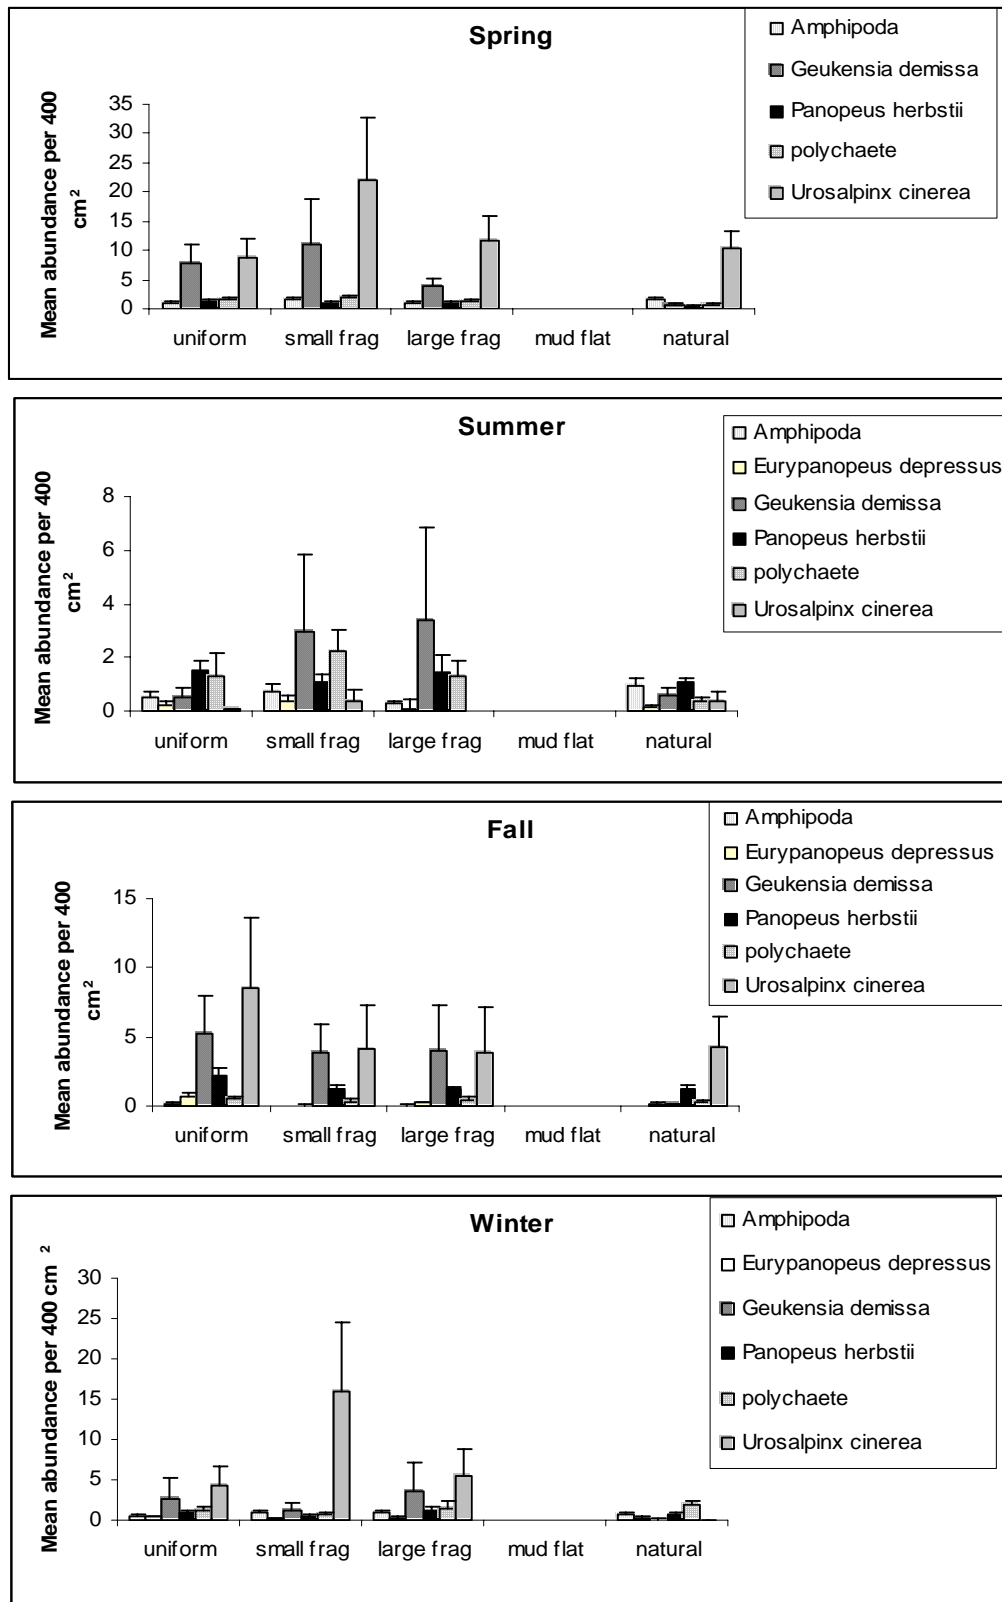 Spring
Amphipoda
Geukensia demissa
Panopeus herbstii
polychaete
Urosalpinx cinerea
Mean abundance per 400
cm²
35
30
25
20
15
10
5
0
uniform small frag large frag mud flat natural
Summer
Amphipoda
Eurypanopeus depressus
Geukensia demissa
Panopeus herbstii
polychaete
Urosalpinx cinerea
Mean abundance per 400
cm²
8
6
4
2
0
uniform small frag large frag mud flat natural
Fall
Amphipoda
Eurypanopeus depressus
Geukensia demissa
Panopeus herbstii
polychaete
Urosalpinx cinerea
Mean abundance per 400
cm²
15
10
5
0
uniform small frag large frag mud flat natural
Winter
Amphipoda
Eurypanopeus depressus
Geukensia demissa
Panopeus herbstii
polychaete
Urosalpinx cinerea
Mean abundance per 400 cm ²
30
25
20
15
10
5
0
uniform small frag large frag mud flat natural